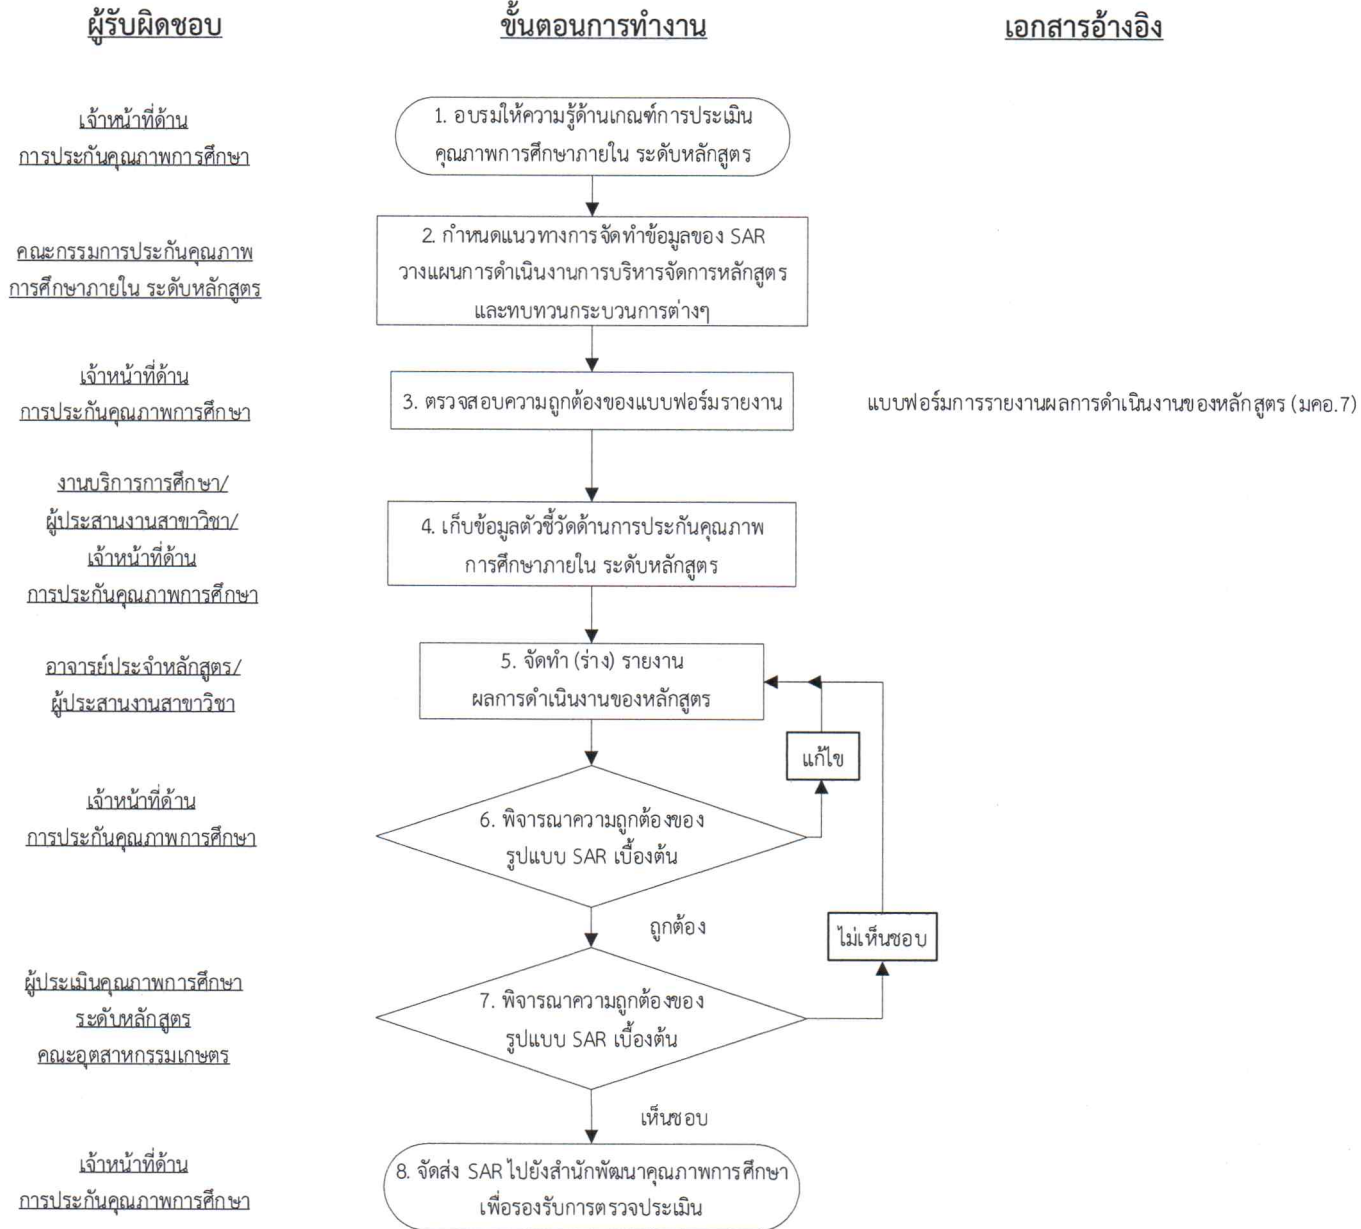 ผู้รับผิดชอบ
ขั้นตอนการทำงาน
เอกสารอ้างอิง
เจ้าหน้าที่ด้าน
การประกันคุณภาพการศึกษา
1. อบรมให้ความรู้ด้านเกณฑ์การประเมิน
คุณภาพการศึกษาภายใน ระดับหลักสูตร
คณะกรรมการประกันคุณภาพ
การศึกษาภายใน ระดับหลักสูตร
2. กำหนดแนวทางการจัดทำข้อมูลของ SAR
วางแผนการดำเนินงานการบริหารจัดการหลักสูตร
และทบทวนกระบวนการต่างๆ
เจ้าหน้าที่ด้าน
การประกันคุณภาพการศึกษา
3. ตรวจสอบความถูกต้องของแบบฟอร์มรายงาน
แบบฟอร์มการรายงานผลการดำเนินงานของหลักสูตร (มคอ.7)
งานบริการการศึกษา/
ผู้ประสานงานสาขาวิชา/
เจ้าหน้าที่ด้าน
การประกันคุณภาพการศึกษา
4. เก็บข้อมูลตัวชี้วัดด้านการประกันคุณภาพ
การศึกษาภายใน ระดับหลักสูตร
อาจารย์ประจำหลักสูตร/
ผู้ประสานงานสาขาวิชา
5. จัดทำ (ร่าง) รายงาน
ผลการดำเนินงานของหลักสูตร
แก้ไข
เจ้าหน้าที่ด้าน
การประกันคุณภาพการศึกษา
6. พิจารณาความถูกต้องของ
รูปแบบ SAR เบื้องต้น
ถูกต้อง
ไม่เห็นชอบ
ผู้ประเมินคุณภาพการศึกษา
ระดับหลักสูตร
คณะอุตสาหกรรมเกษตร
7. พิจารณาความถูกต้องของ
รูปแบบ SAR เบื้องต้น
เห็นชอบ
เจ้าหน้าที่ด้าน
การประกันคุณภาพการศึกษา
8. จัดส่ง SAR ไปยังสำนักพัฒนาคุณภาพการศึกษา
เพื่อรองรับการตรวจประเมิน